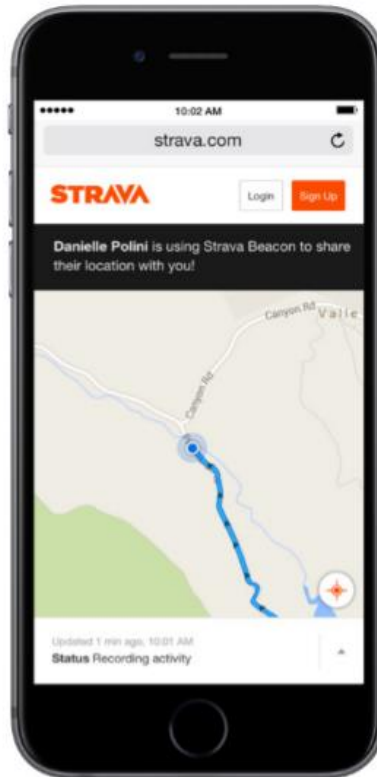 10:02 AM
strava.com
STRAVA
Login
Sign Up
Danielle Polini is using Strava Beacon to share
their location with you!
Canyon Rd
Valle
Canyon Rd
Updated 1 min ago, 10:01 AM
Status Recording activity